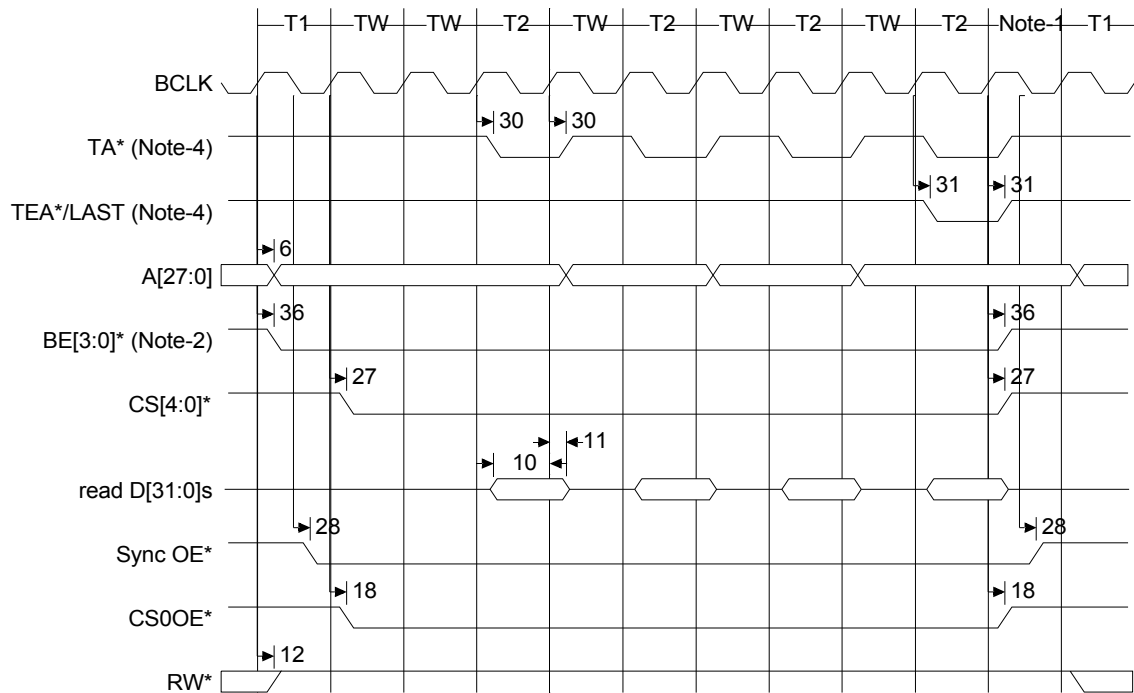 T1 TW TW T2 TW T2 TW T2 TW T2 Note-1 T1
BCLK
30 30
TA* (Note-4)
31 31
TEA*/LAST (Note-4)
6
A[27:0]
36 36
BE[3:0]* (Note-2)
27 27
CS[4:0]*
11
10
read D[31:0]s
28 28
Sync OE*
18 18
CS0OE*
12
RW*